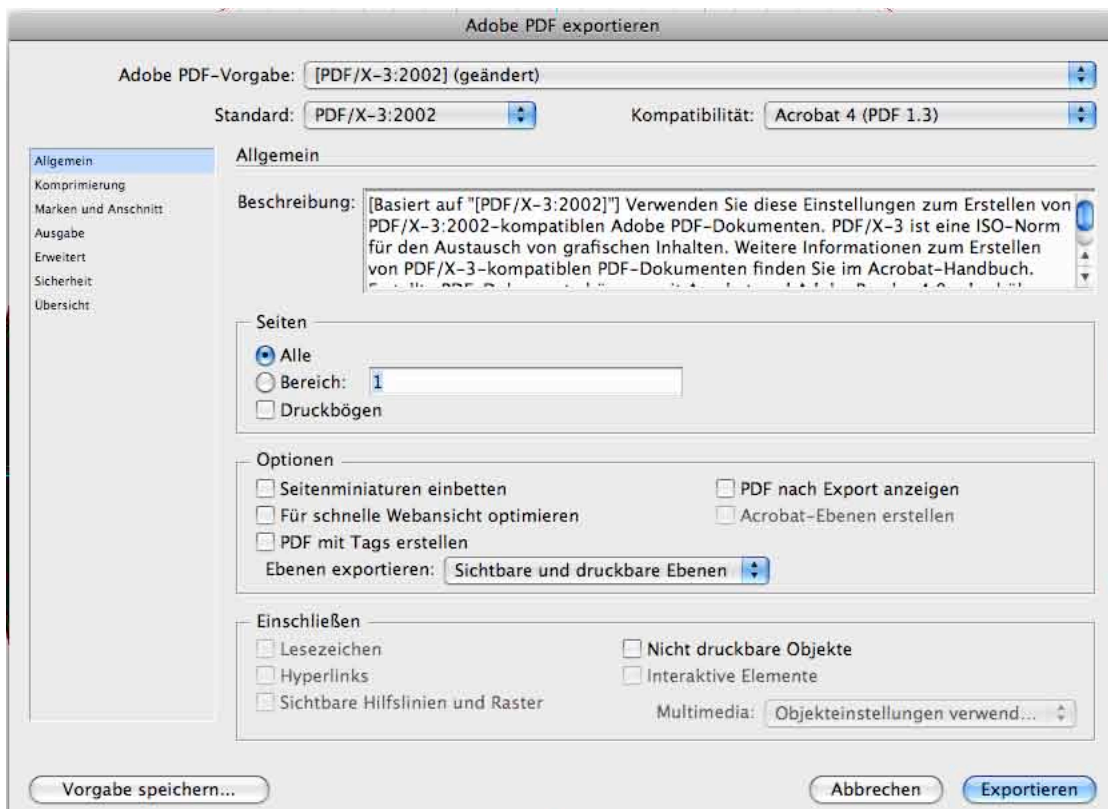 Adobe PDF exportieren
Adobe PDF-Vorgabe: [PDF/X-3:2002] (geändert)
Standard: PDF/X-3:2002 Kompatibilität: Acrobat 4 (PDF 1.3)
Allgemein
Komprimierung
Marken und Anschnitt
Ausgabe
Erweitert
Sicherheit
Übersicht
Allgemein
Beschreibung: [Basiert auf "[PDF/X-3:2002]"] Verwenden Sie diese Einstellungen zum Erstellen von
PDF/X-3:2002-kompatiblen Adobe PDF-Dokumenten. PDF/X-3 ist eine ISO-Norm
für den Austausch von grafischen Inhalten. Weitere Informationen zum Erstellen
von PDF/X-3-kompatiblen PDF-Dokumenten finden Sie im Acrobat-Handbuch.
Seiten
Alle
Bereich: 1
Druckbögen
Optionen
Seitenminiaturen einbetten PDF nach Export anzeigen
Für schnelle Webansicht optimieren Acrobat-Ebenen erstellen
PDF mit Tags erstellen
Ebenen exportieren: Sichtbare und druckbare Ebenen
Einschließen
Lesezeichen Nicht druckbare Objekte
Hyperlinks Interaktive Elemente
Sichtbare Hilfslinien und Raster Multimedia: Objekteinstellungen verwend...
Vorgabe speichern... Abbrechen Exportieren